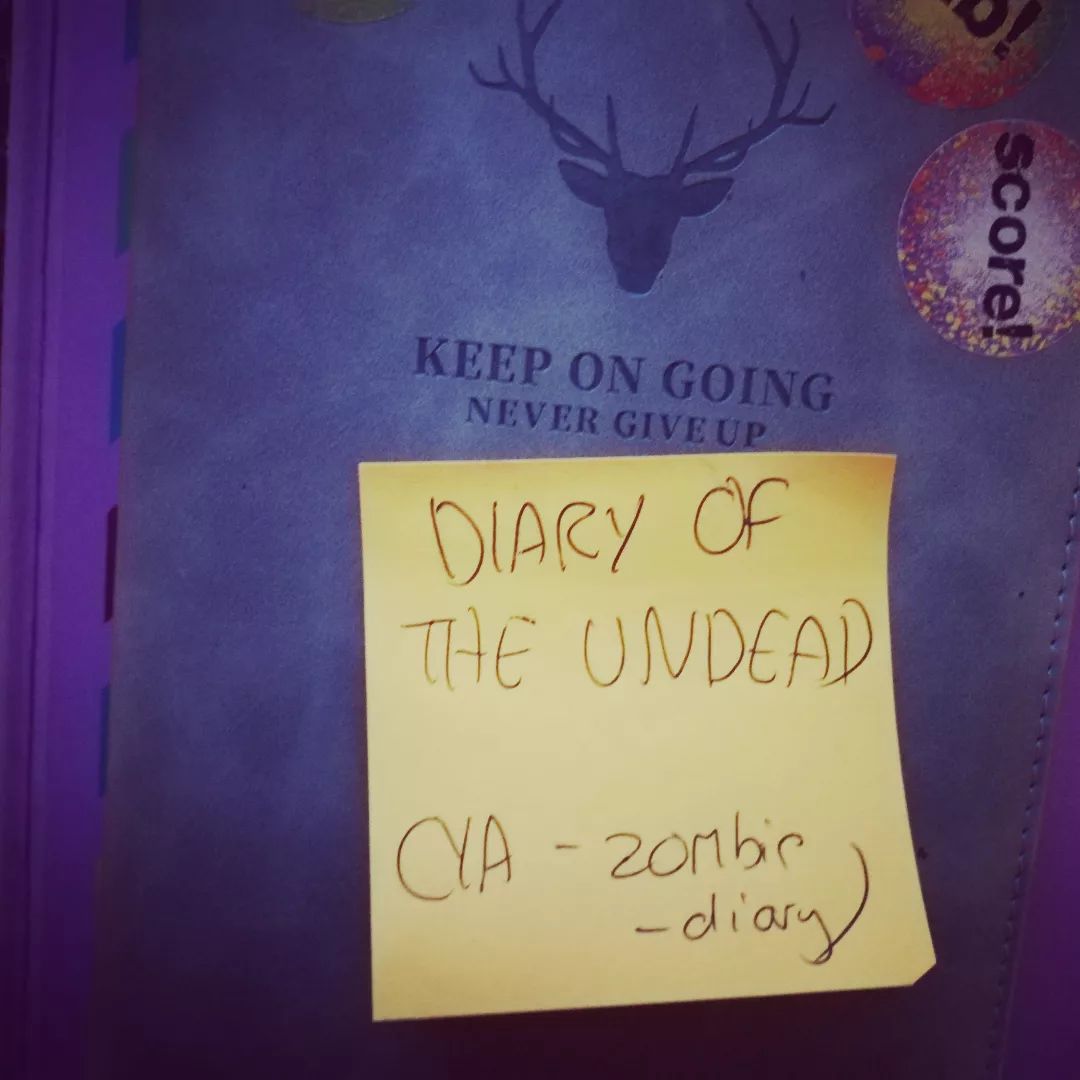 score!
KEEP ON GOING
NEVER GIVE UP
DIARY OF
THE UNDEAD
(YA - zombie
-diary)